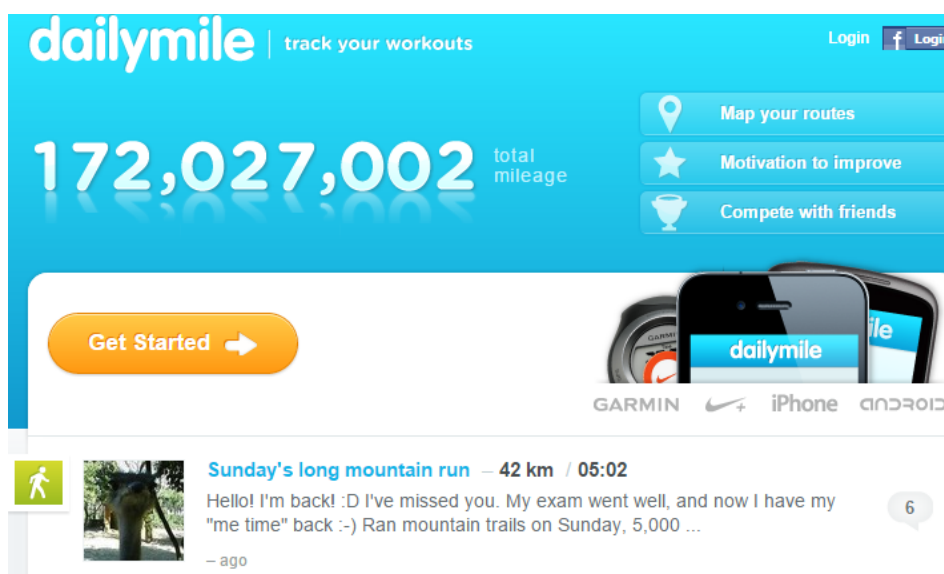 dailymile | track your workouts
Login
f Login
172,027,002 total mileage
Map your routes
Motivation to improve
Compete with friends
Get Started
GARMIN
dailymile
ile
GARMIN iPhone ANDROID
Sunday's long mountain run – 42 km / 05:02
Hello! I'm back! :D I've missed you. My exam went well, and now I have my
"me time" back :-) Ran mountain trails on Sunday, 5,000 ...
6
– ago